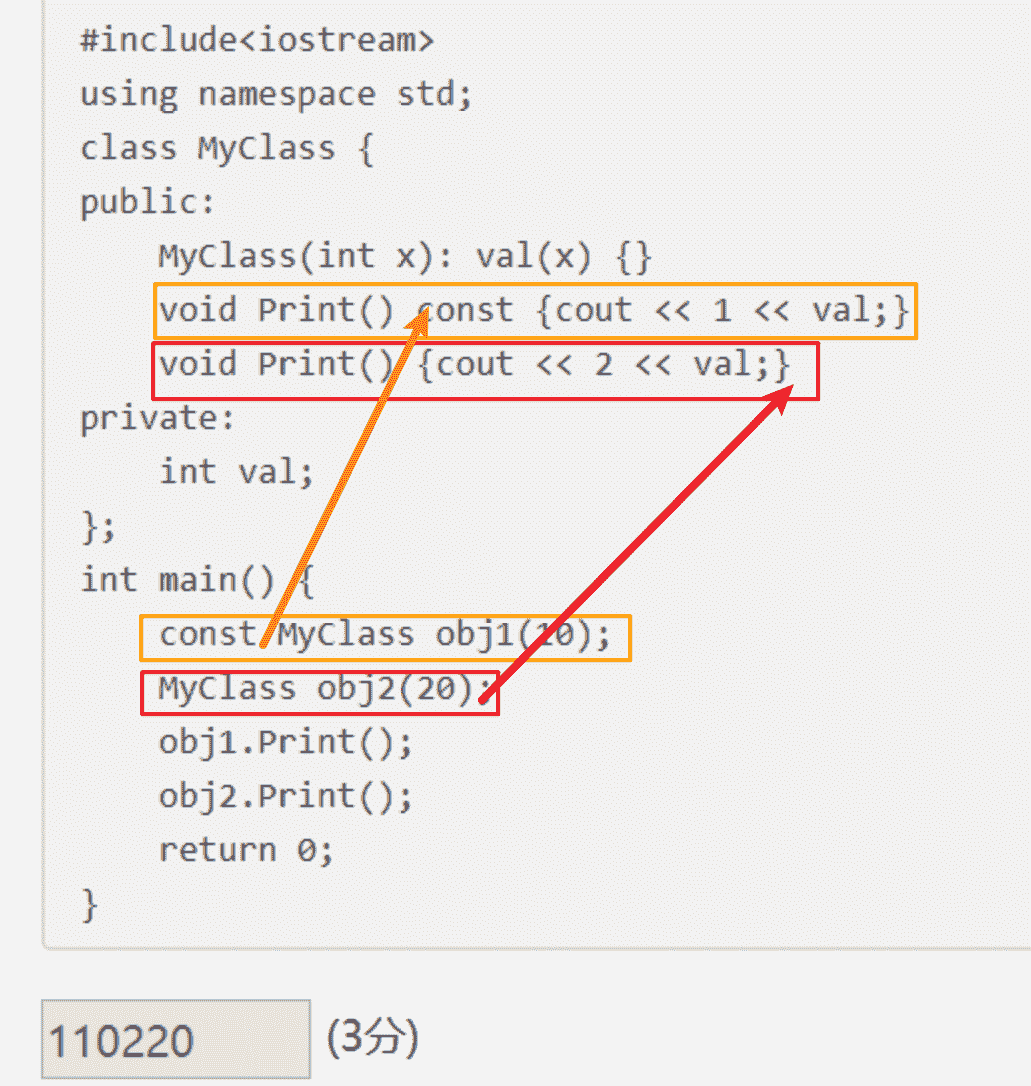 #include<iostream>
using namespace std;
class MyClass {
public:
    MyClass(int x): val(x) {}
    void Print() const {cout << 1 << val;}
    void Print() {cout << 2 << val;}
private:
    int val;
};
int main() {
    const MyClass obj1(10);
    MyClass obj2(20);
    obj1.Print();
    obj2.Print();
    return 0;
}
110220 (3分)